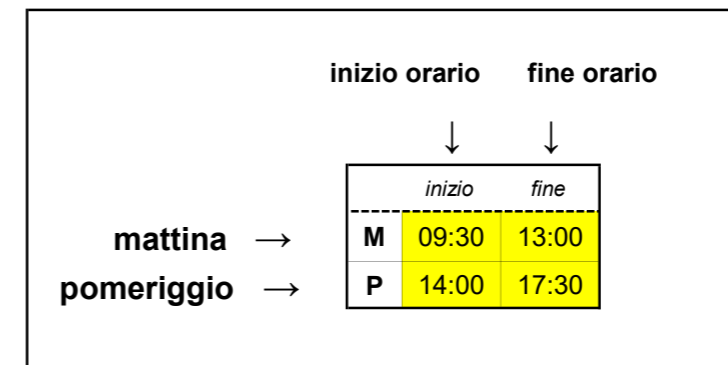 inizio orario fine orario
↓ ↓
inizio fine
mattina → M 09:30 13:00
pomeriggio → P 14:00 17:30